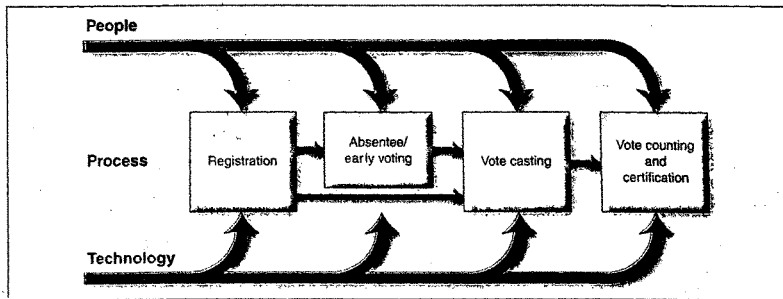 People
Process
Registration
Absentee/
early voting
Vote casting
Vote counting
and
certification
Technology